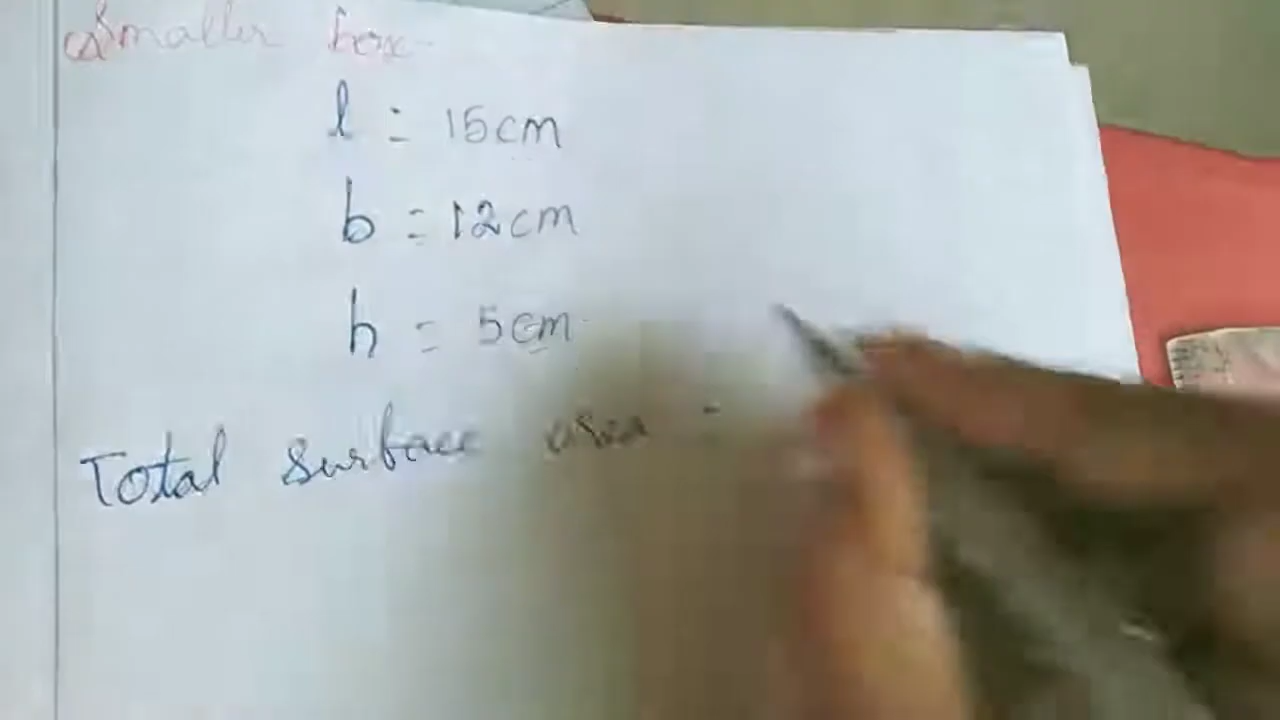 Smaller box-
l = 15cm
b = 12cm
h = 5cm
Total surface area =